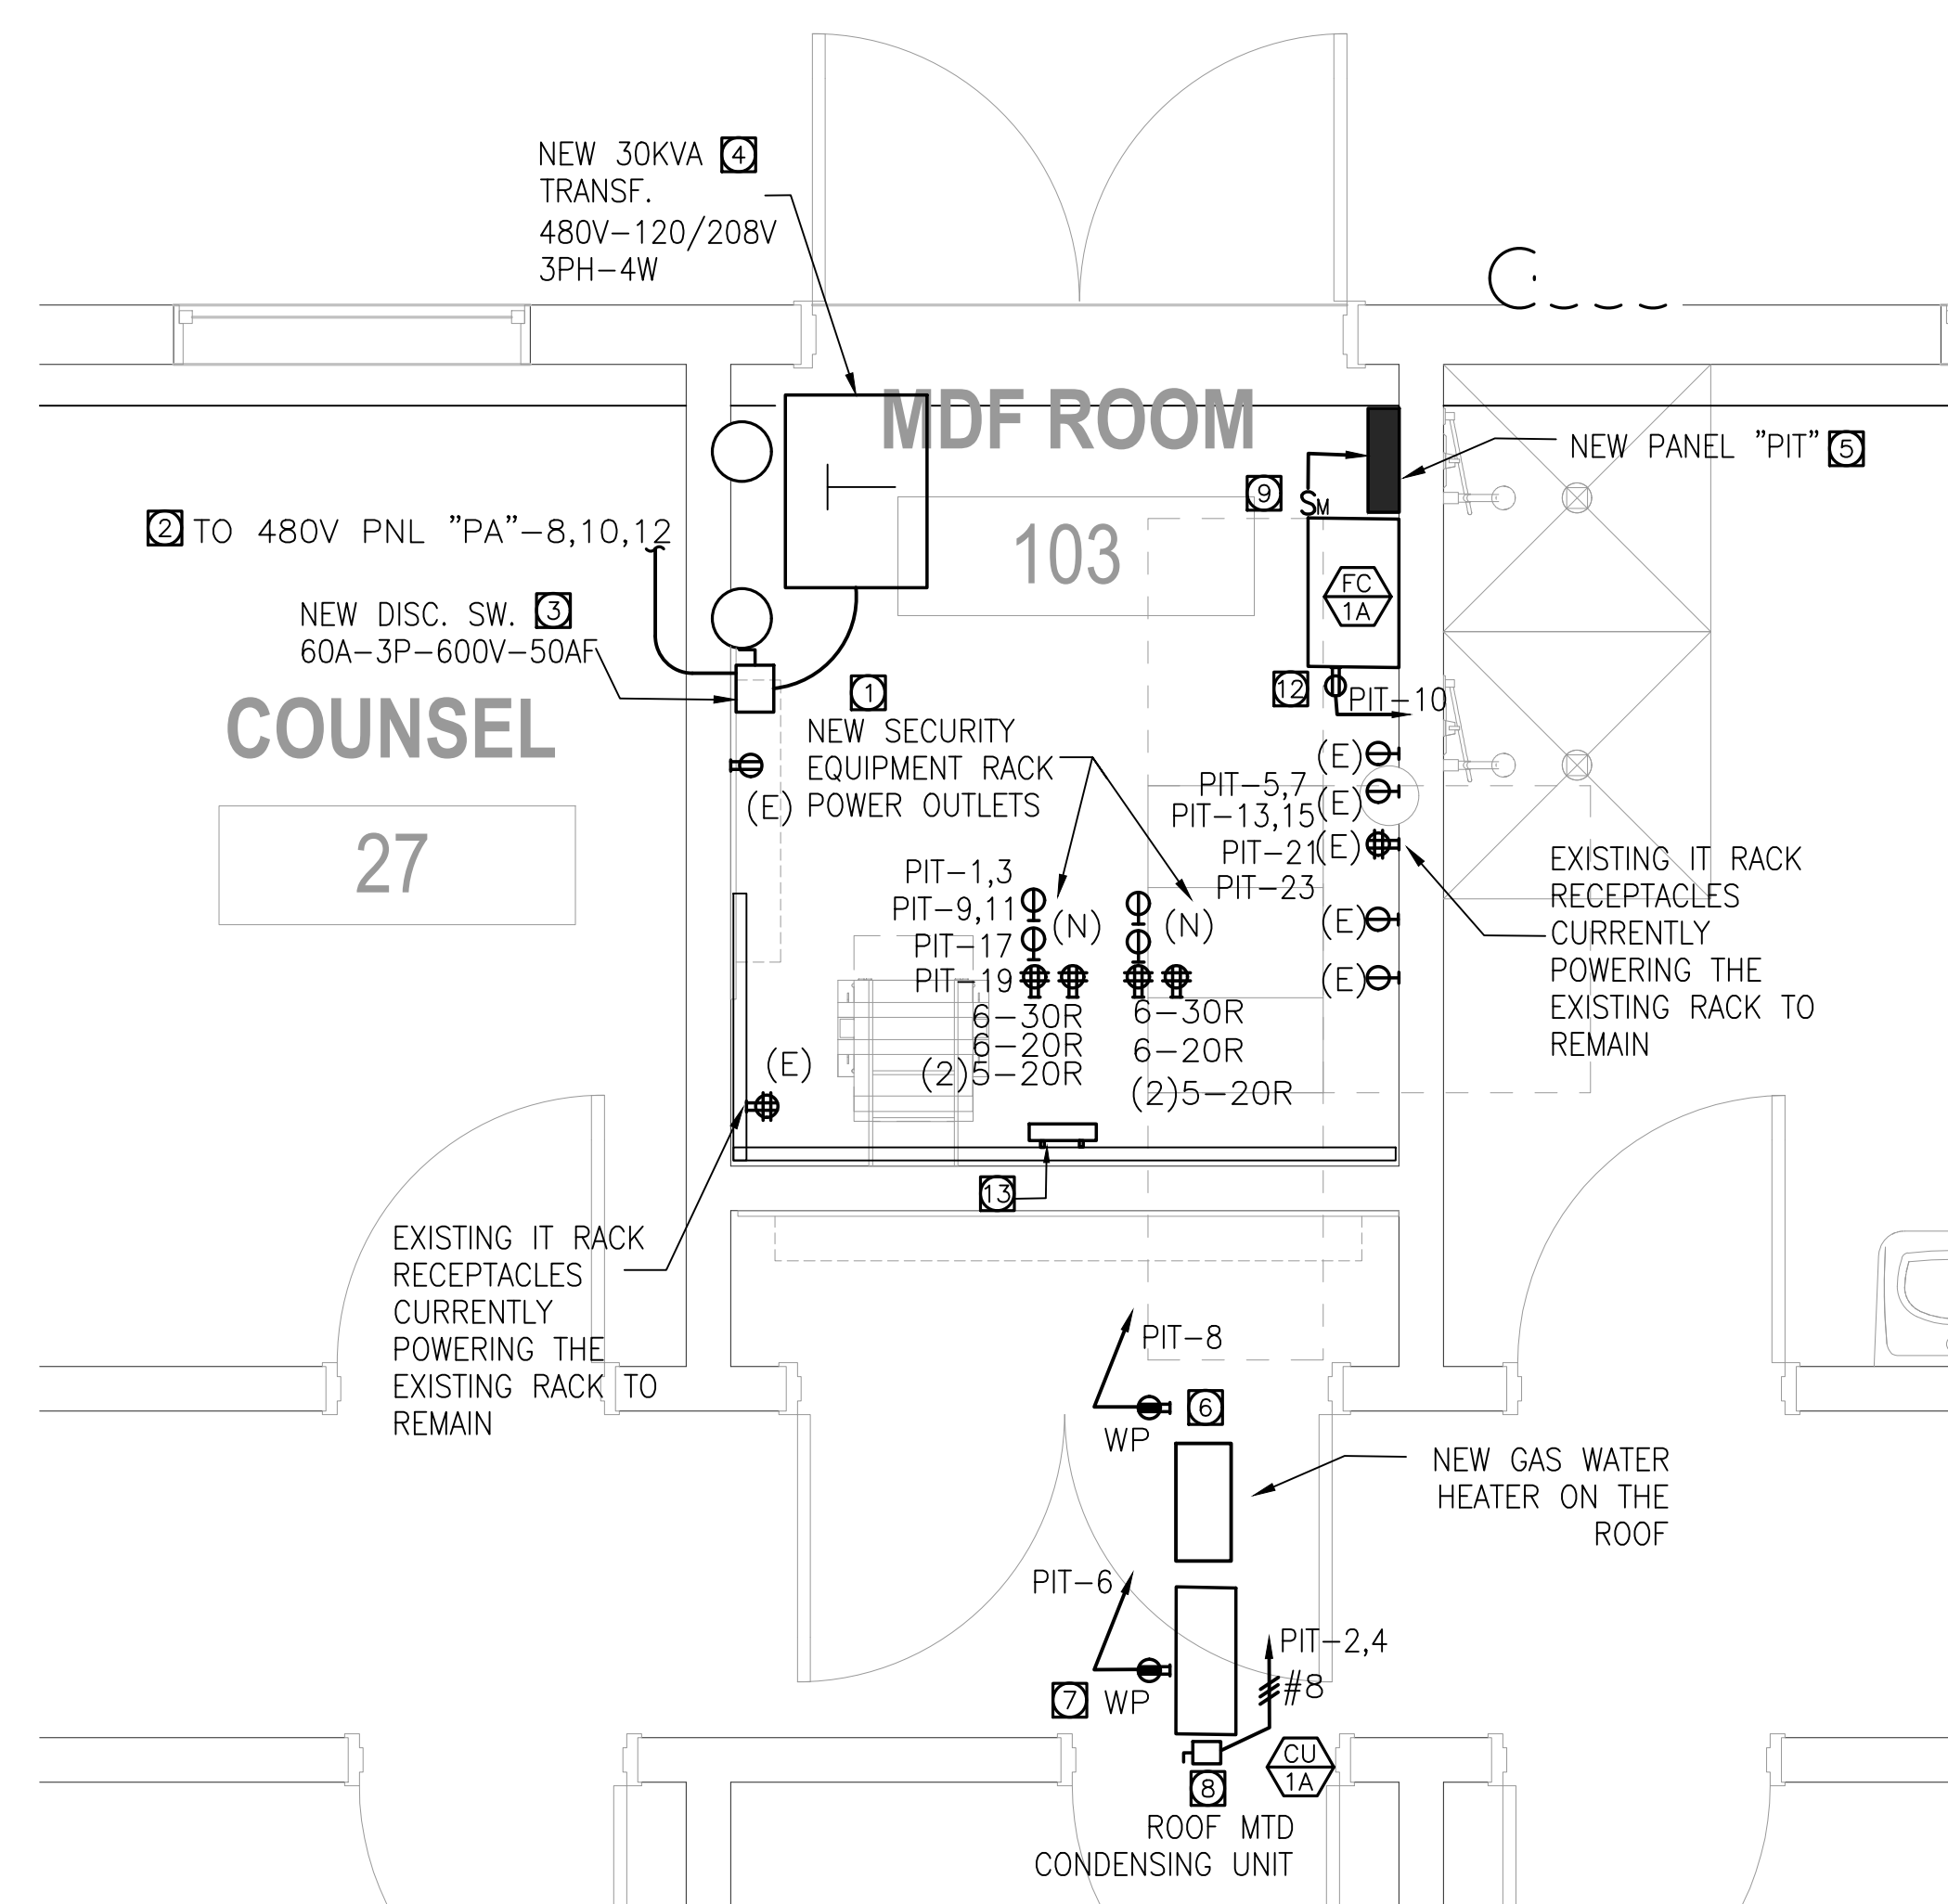 NEW 30KVA 4
TRANSF.
480V-120/208V
3PH-4W
MDF ROOM
103
NEW PANEL "PIT" 5
9
SM
2 TO 480V PNL "PA"-8,10,12
NEW DISC. SW. 3
60A-3P-600V-50AF
FC
1A
12
PIT-10
1
NEW SECURITY
EQUIPMENT RACK
POWER OUTLETS
COUNSEL
27
(E)
(E)
(E)
(E)
(E)
(E)
PIT-5,7
PIT-13,15
PIT-21
PIT-23
EXISTING IT RACK
RECEPTACLES
CURRENTLY
POWERING THE
EXISTING RACK TO
REMAIN
PIT-1,3
PIT-9,11
PIT-17
PIT-19
(N)
(N)
6-30R
6-20R
(2)5-20R
6-30R
6-20R
(2)5-20R
(E)
13
EXISTING IT RACK
RECEPTACLES
CURRENTLY
POWERING THE
EXISTING RACK TO
REMAIN
PIT-8
6
WP
NEW GAS WATER
HEATER ON THE
ROOF
PIT-6
7 WP
PIT-2,4
#8
CU
1A
8
ROOF MTD
CONDENSING UNIT